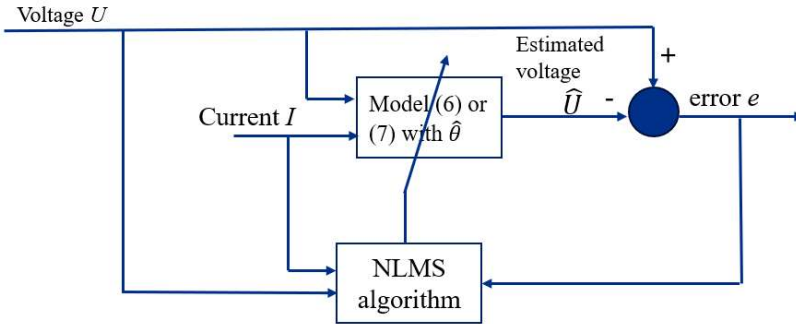 Voltage U
Estimated
voltage
Û
+
-
error e
Current I
Model (6) or
(7) with θ̂
NLMS
algorithm